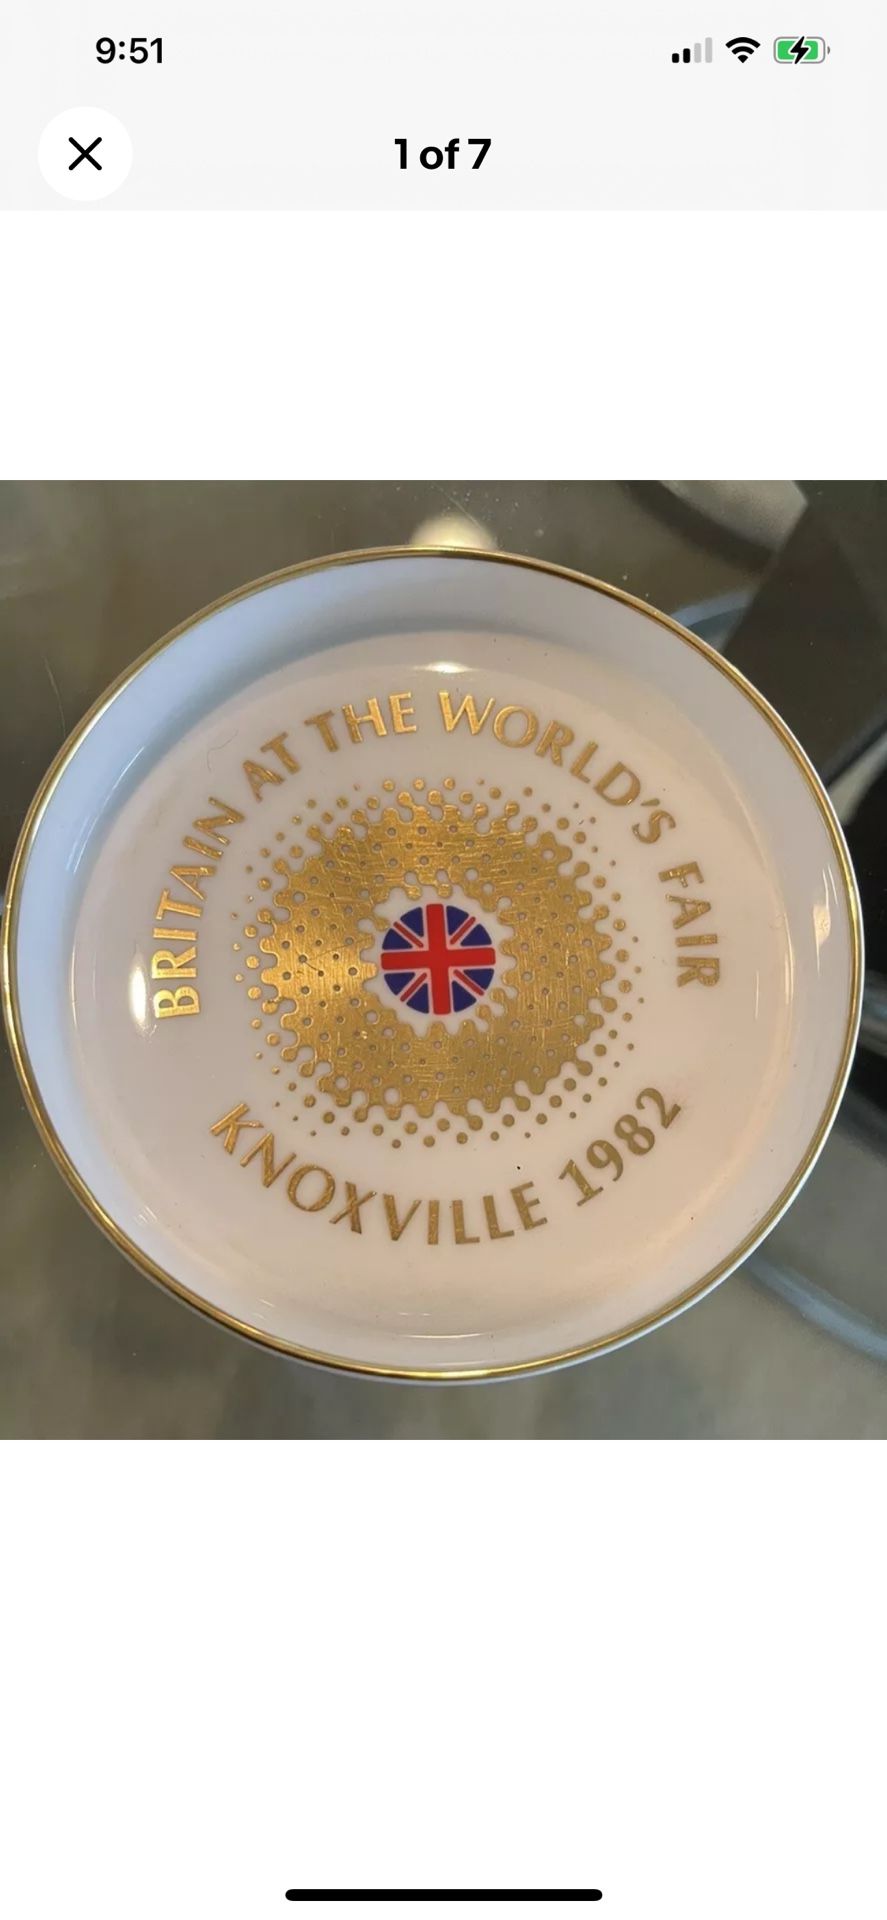 9:51
1 of 7
BRITAIN AT THE WORLD'S FAIR
KNOXVILLE 1982